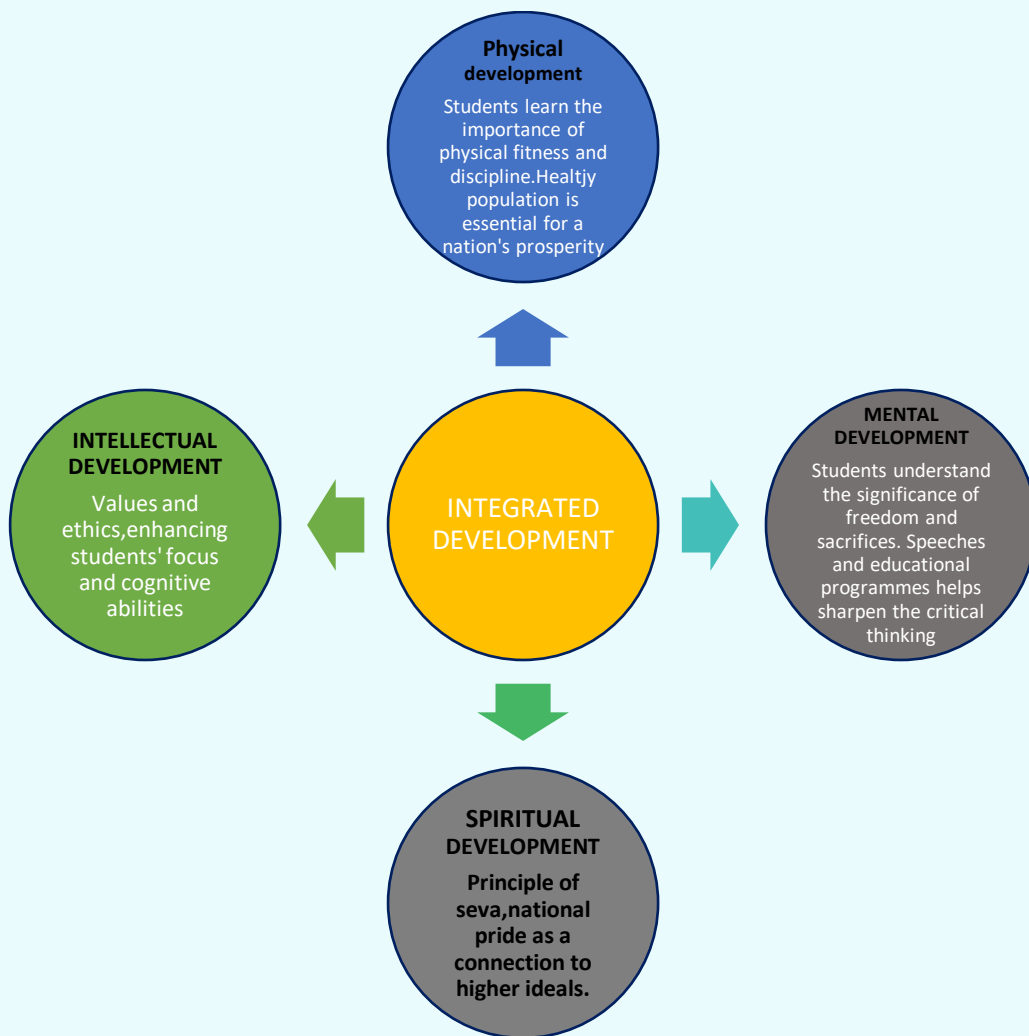 Physical
development
Students learn the
importance of
physical fitness and
discipline.Healtjy
population is
essential for a
nation's prosperity
INTELLECTUAL
DEVELOPMENT
Values and
ethics,enhancing
students' focus
and cognitive
abilities
INTEGRATED
DEVELOPMENT
MENTAL
DEVELOPMENT
Students understand
the significance of
freedom and
sacrifices. Speeches
and educational
programmes helps
sharpen the critical
thinking
SPIRITUAL
DEVELOPMENT
Principle of
seva,national
pride as a
connection to
higher ideals.